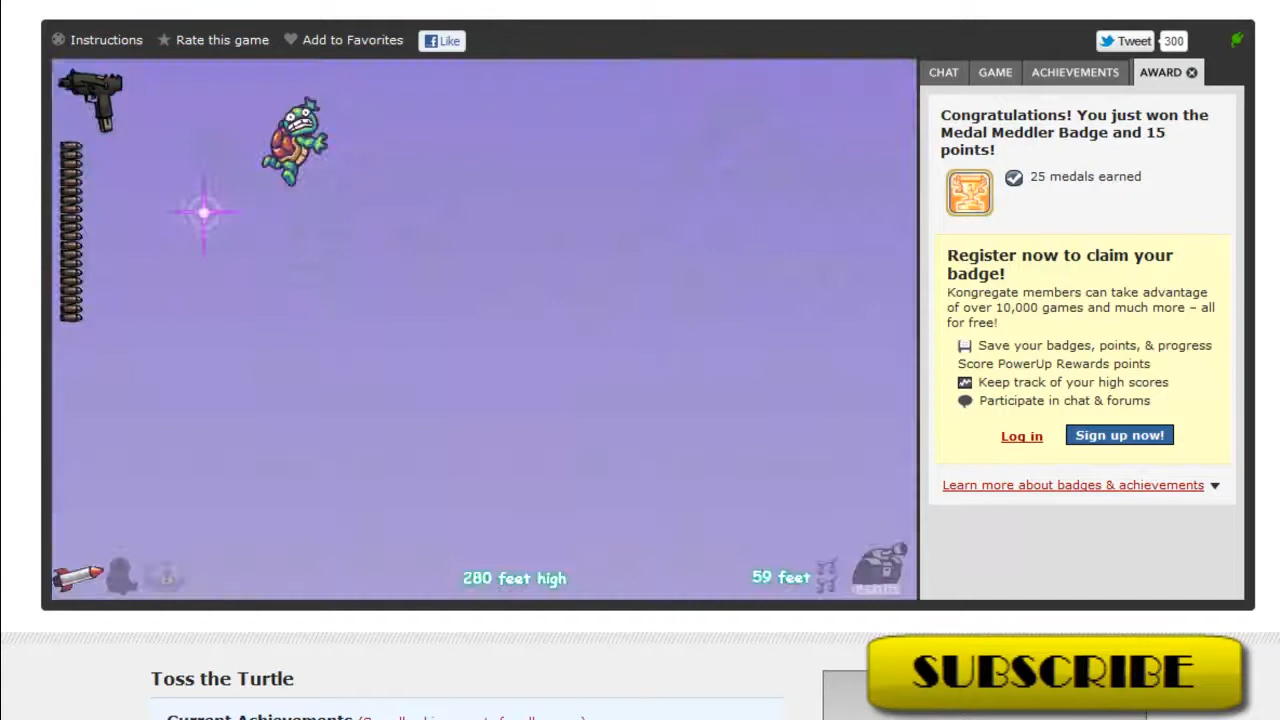 Instructions
Rate this game
Add to Favorites
Like
Tweet
300
CHAT
GAME
ACHIEVEMENTS
AWARD
Congratulations! You just won the
Medal Meddler Badge and 15
points!
25 medals earned
Register now to claim your
badge!
Kongregate members can take advantage
of over 10,000 games and much more – all
for free!
Save your badges, points, & progress
Score PowerUp Rewards points
Keep track of your high scores
Participate in chat & forums
Log in
Sign up now!
Learn more about badges & achievements
280 feet high
59 feet
Toss the Turtle
SUBSCRIBE
Current Achievements